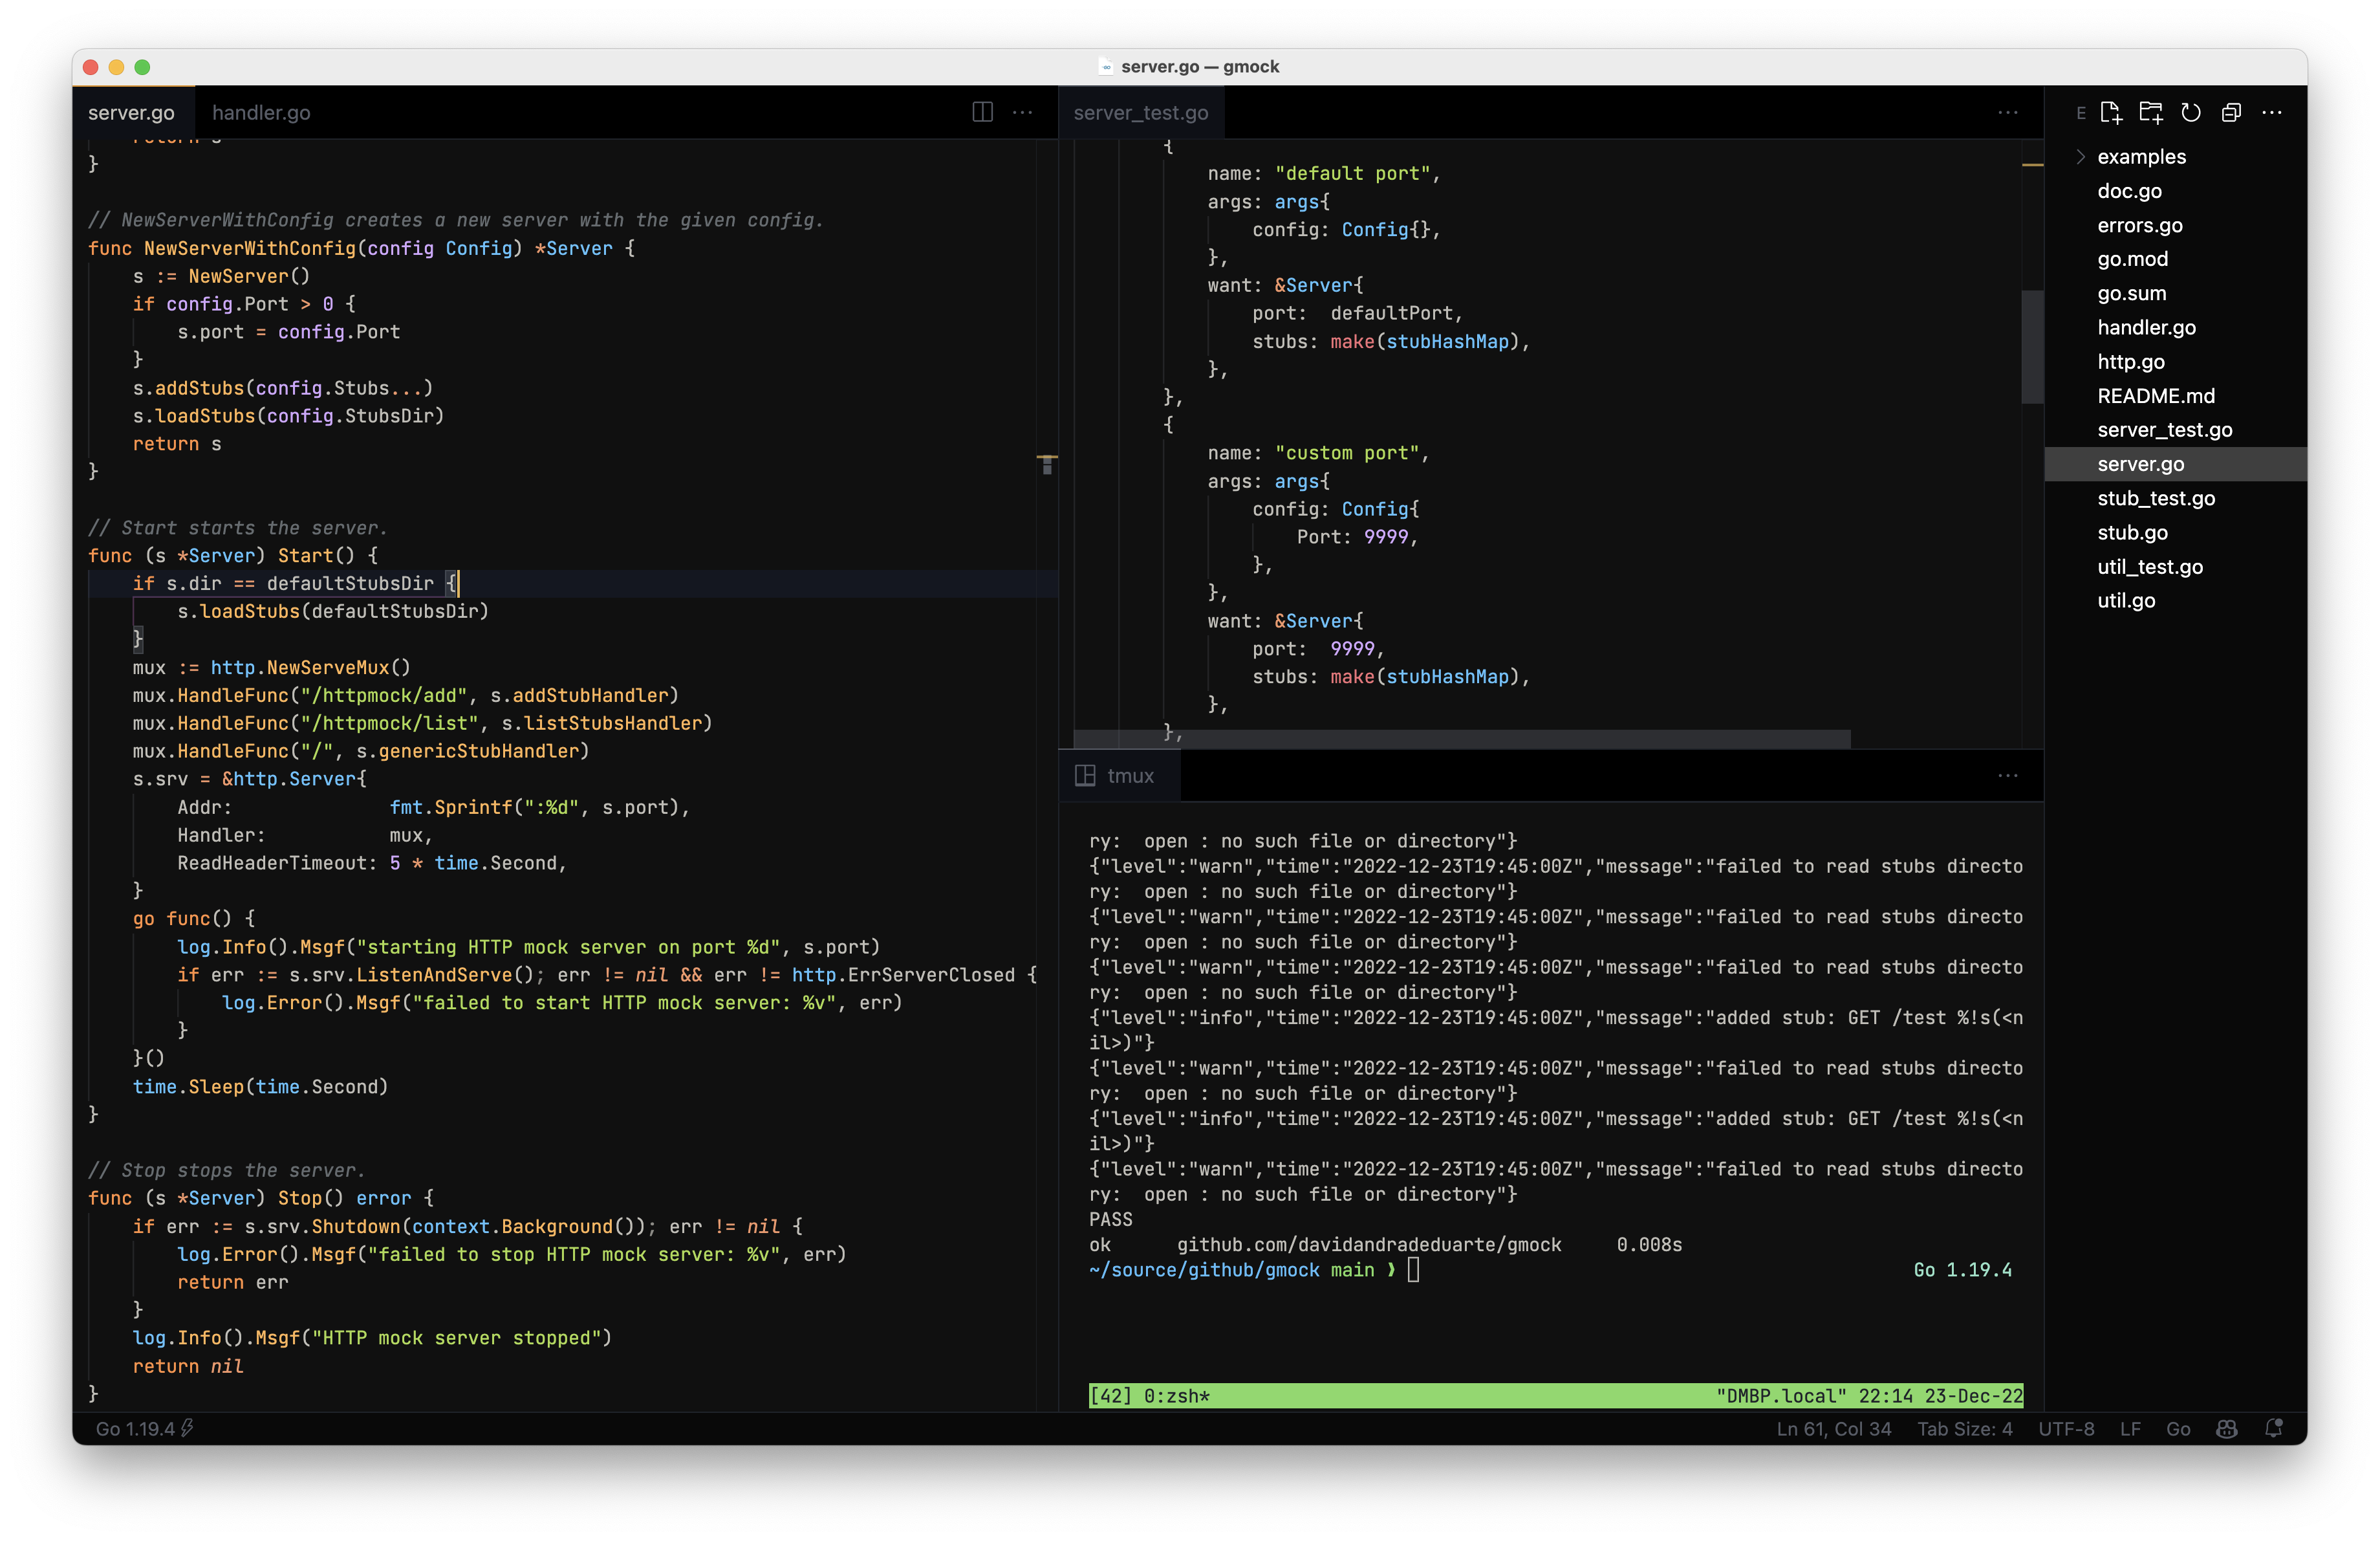 server.go — gmock
server.go
handler.go
}
// NewServerWithConfig creates a new server with the given config.
func NewServerWithConfig(config Config) *Server {
s := NewServer()
if config.Port > 0 {
s.port = config.Port
}
s.addStubs(config.Stubs...)
s.loadStubs(config.StubsDir)
return s
}
// Start starts the server.
func (s *Server) Start() {
if s.dir == defaultStubsDir {
s.loadStubs(defaultStubsDir)
}
mux := http.NewServeMux()
mux.HandleFunc("/httpmock/add", s.addStubHandler)
mux.HandleFunc("/httpmock/list", s.listStubsHandler)
mux.HandleFunc("/", s.genericStubHandler)
s.srv = &http.Server{
Addr:              fmt.Sprintf(":%d", s.port),
Handler:           mux,
ReadHeaderTimeout: 5 * time.Second,
}
go func() {
log.Info().Msgf("starting HTTP mock server on port %d", s.port)
if err := s.srv.ListenAndServe(); err != nil && err != http.ErrServerClosed {
log.Error().Msgf("failed to start HTTP mock server: %v", err)
}
}()
time.Sleep(time.Second)
}
// Stop stops the server.
func (s *Server) Stop() error {
if err := s.srv.Shutdown(context.Background()); err != nil {
log.Error().Msgf("failed to stop HTTP mock server: %v", err)
return err
}
log.Info().Msgf("HTTP mock server stopped")
return nil
}
server_test.go
{
name: "default port",
args: args{
config: Config{},
},
want: &Server{
port:  defaultPort,
stubs: make(stubHashMap),
},
},
{
name: "custom port",
args: args{
config: Config{
Port: 9999,
},
},
want: &Server{
port:  9999,
stubs: make(stubHashMap),
},
},
tmux
ry:  open : no such file or directory"}
{"level":"warn","time":"2022-12-23T19:45:00Z","message":"failed to read stubs directo
ry:  open : no such file or directory"}
{"level":"warn","time":"2022-12-23T19:45:00Z","message":"failed to read stubs directo
ry:  open : no such file or directory"}
{"level":"warn","time":"2022-12-23T19:45:00Z","message":"failed to read stubs directo
ry:  open : no such file or directory"}
{"level":"info","time":"2022-12-23T19:45:00Z","message":"added stub: GET /test %!s(<n
il>)"}
{"level":"warn","time":"2022-12-23T19:45:00Z","message":"failed to read stubs directo
ry:  open : no such file or directory"}
{"level":"info","time":"2022-12-23T19:45:00Z","message":"added stub: GET /test %!s(<n
il>)"}
{"level":"warn","time":"2022-12-23T19:45:00Z","message":"failed to read stubs directo
ry:  open : no such file or directory"}
PASS
ok      github.com/davidandradeduarte/gmock     0.008s
~/source/github/gmock main ❯ Go 1.19.4
[42] 0:zsh* "DMBP.local" 22:14 23-Dec-22
E
examples
doc.go
errors.go
go.mod
go.sum
handler.go
http.go
README.md
server_test.go
server.go
stub_test.go
stub.go
util_test.go
util.go
Go 1.19.4
Ln 61, Col 34 Tab Size: 4 UTF-8 LF Go